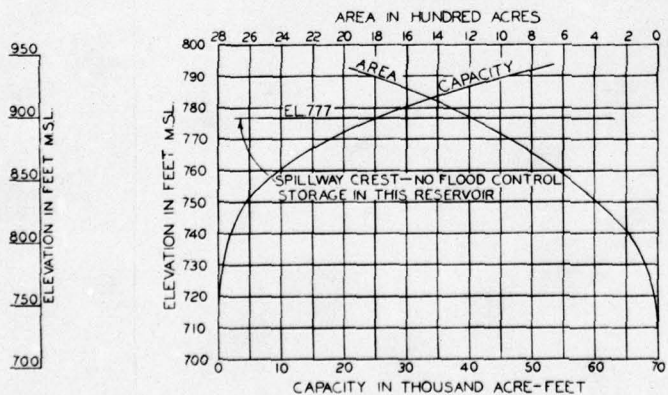 AREA IN HUNDRED ACRES
28 26 24 22 20 18 16 14 12 10 8 6 4 2 0
950
900
850
800
750
700
ELEVATION IN FEET M.S.L.
800
790
780
770
760
750
740
730
720
710
700
ELEVATION IN FEET M.S.L.
AREA
CAPACITY
EL.777
SPILLWAY CREST—NO FLOOD CONTROL
STORAGE IN THIS RESERVOIR
0 10 20 30 40 50 60 70
CAPACITY IN THOUSAND ACRE-FEET